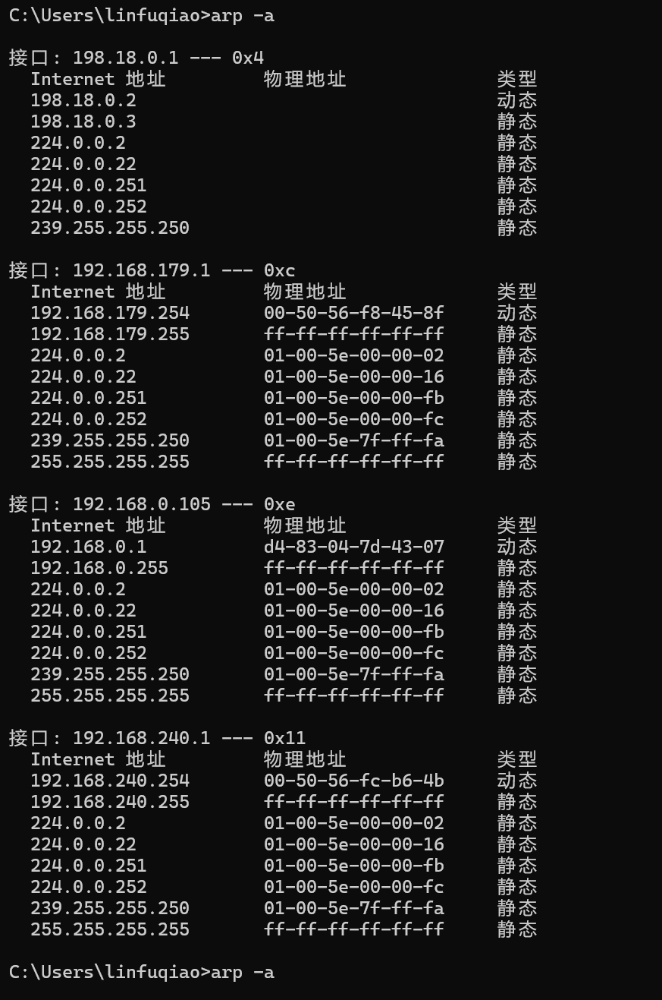 C:\Users\linfuqiao>arp -a
接口: 198.18.0.1 --- 0x4
Internet 地址 物理地址 类型
198.18.0.2 动态
198.18.0.3 静态
224.0.0.2 静态
224.0.0.22 静态
224.0.0.251 静态
224.0.0.252 静态
239.255.255.250 静态
接口: 192.168.179.1 --- 0xc
Internet 地址 物理地址 类型
192.168.179.254 00-50-56-f8-45-8f 动态
192.168.179.255 ff-ff-ff-ff-ff-ff 静态
224.0.0.2 01-00-5e-00-00-02 静态
224.0.0.22 01-00-5e-00-00-16 静态
224.0.0.251 01-00-5e-00-00-fb 静态
224.0.0.252 01-00-5e-00-00-fc 静态
239.255.255.250 01-00-5e-7f-ff-fa 静态
255.255.255.255 ff-ff-ff-ff-ff-ff 静态
接口: 192.168.0.105 --- 0xe
Internet 地址 物理地址 类型
192.168.0.1 d4-83-04-7d-43-07 动态
192.168.0.255 ff-ff-ff-ff-ff-ff 静态
224.0.0.2 01-00-5e-00-00-02 静态
224.0.0.22 01-00-5e-00-00-16 静态
224.0.0.251 01-00-5e-00-00-fb 静态
224.0.0.252 01-00-5e-00-00-fc 静态
239.255.255.250 01-00-5e-7f-ff-fa 静态
255.255.255.255 ff-ff-ff-ff-ff-ff 静态
接口: 192.168.240.1 --- 0x11
Internet 地址 物理地址 类型
192.168.240.254 00-50-56-fc-b6-4b 动态
192.168.240.255 ff-ff-ff-ff-ff-ff 静态
224.0.0.2 01-00-5e-00-00-02 静态
224.0.0.22 01-00-5e-00-00-16 静态
224.0.0.251 01-00-5e-00-00-fb 静态
224.0.0.252 01-00-5e-00-00-fc 静态
239.255.255.250 01-00-5e-7f-ff-fa 静态
255.255.255.255 ff-ff-ff-ff-ff-ff 静态
C:\Users\linfuqiao>arp -a